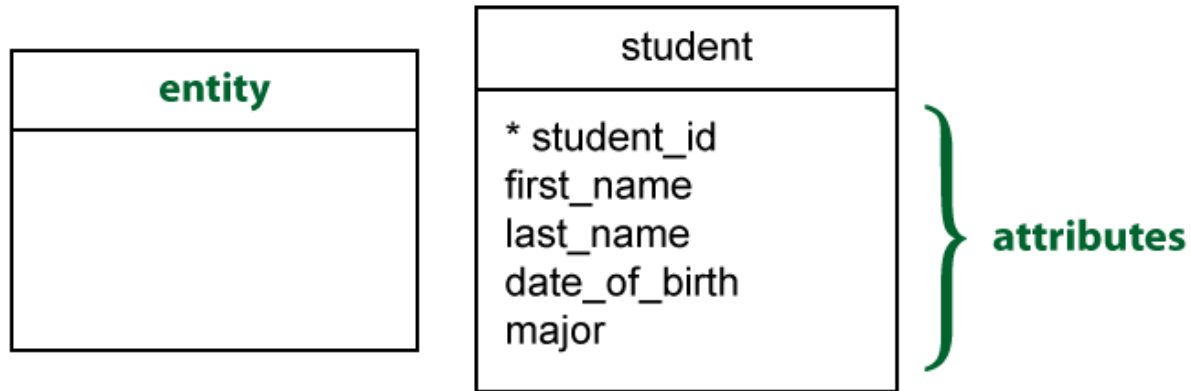 entity
student
* student_id
first_name
last_name
date_of_birth
major
attributes